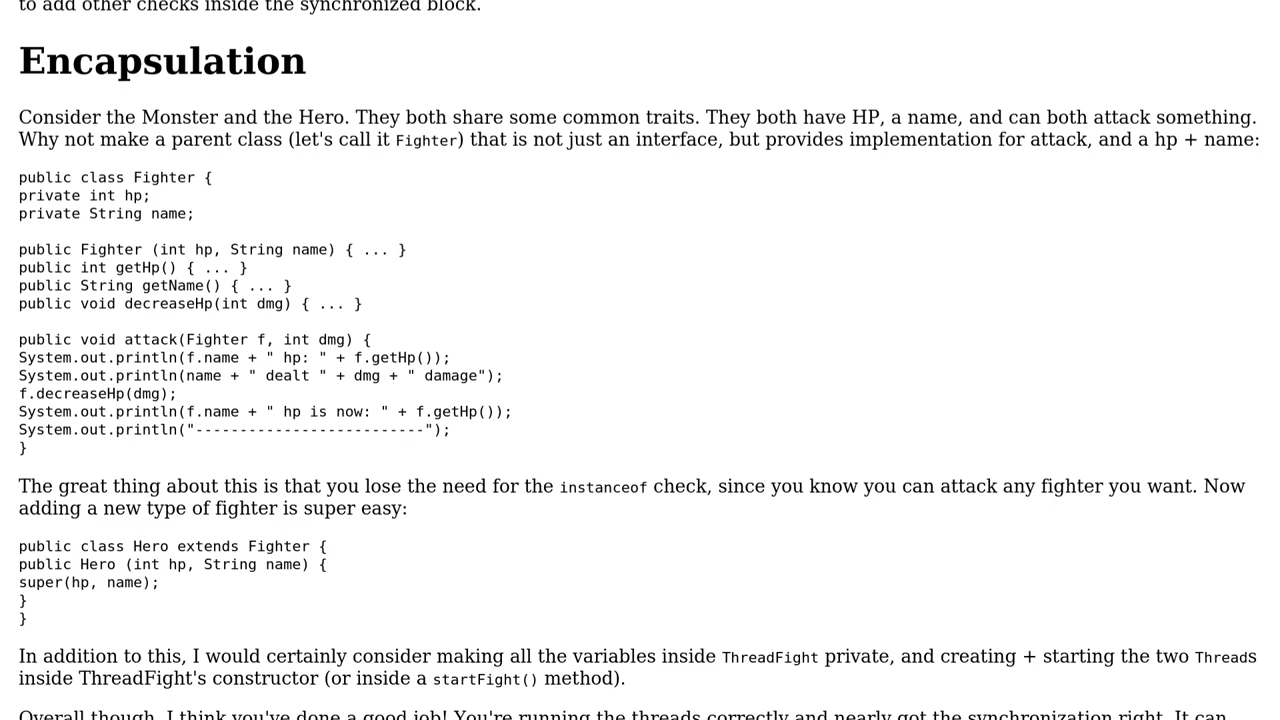 to add other checks inside the synchronized block.
Encapsulation
Consider the Monster and the Hero. They both share some common traits. They both have HP, a name, and can both attack something.
Why not make a parent class (let's call it Fighter) that is not just an interface, but provides implementation for attack, and a hp + name:
public class Fighter {
private int hp;
private String name;
public Fighter (int hp, String name) { ... }
public int getHp() { ... }
public String getName() { ... }
public void decreaseHp(int dmg) { ... }
public void attack(Fighter f, int dmg) {
System.out.println(f.name + " hp: " + f.getHp());
System.out.println(name + " dealt " + dmg + " damage");
f.decreaseHp(dmg);
System.out.println(f.name + " hp is now: " + f.getHp());
System.out.println("--------------------------");
}
The great thing about this is that you lose the need for the instanceof check, since you know you can attack any fighter you want. Now
adding a new type of fighter is super easy:
public class Hero extends Fighter {
public Hero (int hp, String name) {
super(hp, name);
}
}
In addition to this, I would certainly consider making all the variables inside ThreadFight private, and creating + starting the two Threads
inside ThreadFight's constructor (or inside a startFight() method).
Overall though, I think you've done a good job! You're running the threads correctly and nearly got the synchronization right. It can